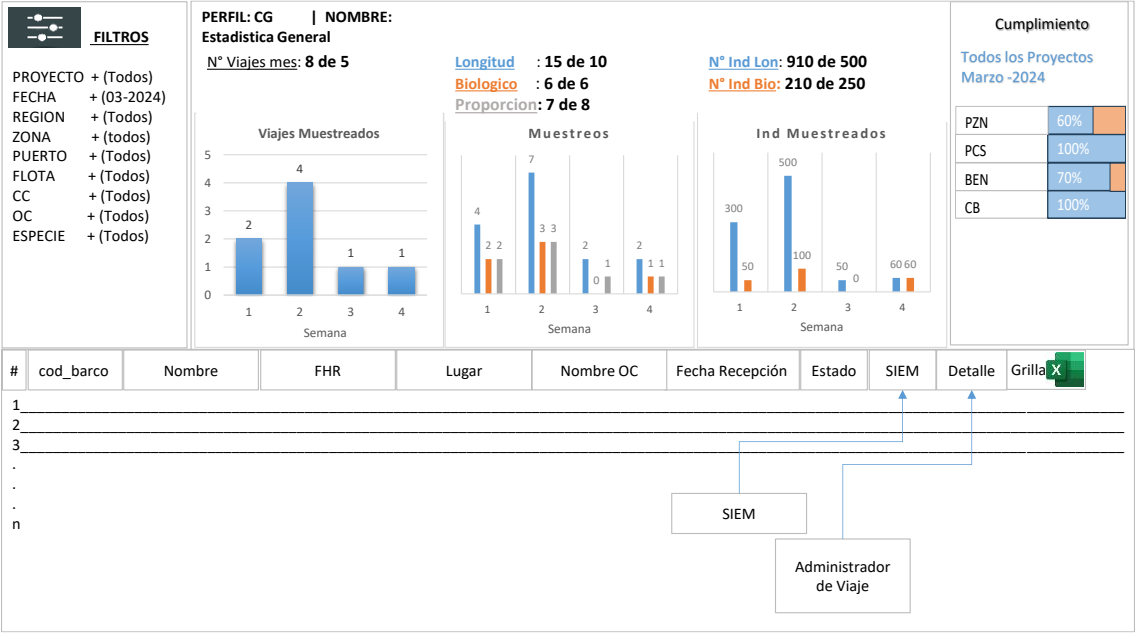 FILTROS
PROYECTO + (Todos)
FECHA + (03-2024)
REGION + (Todos)
ZONA + (todos)
PUERTO + (Todos)
FLOTA + (Todos)
CC + (Todos)
OC + (Todos)
ESPECIE + (Todos)
PERFIL: CG | NOMBRE:
Estadistica General
N° Viajes mes: 8 de 5
Longitud : 15 de 10
Biologico : 6 de 6
Proporcion: 7 de 8
N° Ind Lon: 910 de 500
N° Ind Bio: 210 de 250
Viajes Muestreados
5
4
3
2
1
0
2
4
1
1
1 2 3 4
Semana
Muestreos
4
2 2
7
3 3
2
0
1
2
1 1
1 2 3 4
Semana
Ind Muestreados
300
50
500
100
50
0
60 60
1 2 3 4
Semana
Cumplimiento
Todos los Proyectos
Marzo -2024
PZN 60%
PCS 100%
BEN 70%
CB 100%
# cod_barco Nombre FHR Lugar Nombre OC Fecha Recepción Estado SIEM Detalle Grilla X
1
2
3
.
.
.
n
SIEM
Administrador
de Viaje